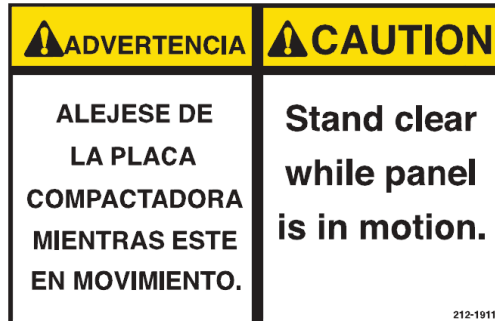 ADVERTENCIA
ALEJESE DE
LA PLACA
COMPACTADORA
MIENTRAS ESTE
EN MOVIMIENTO.
CAUTION
Stand clear
while panel
is in motion.
212-1911